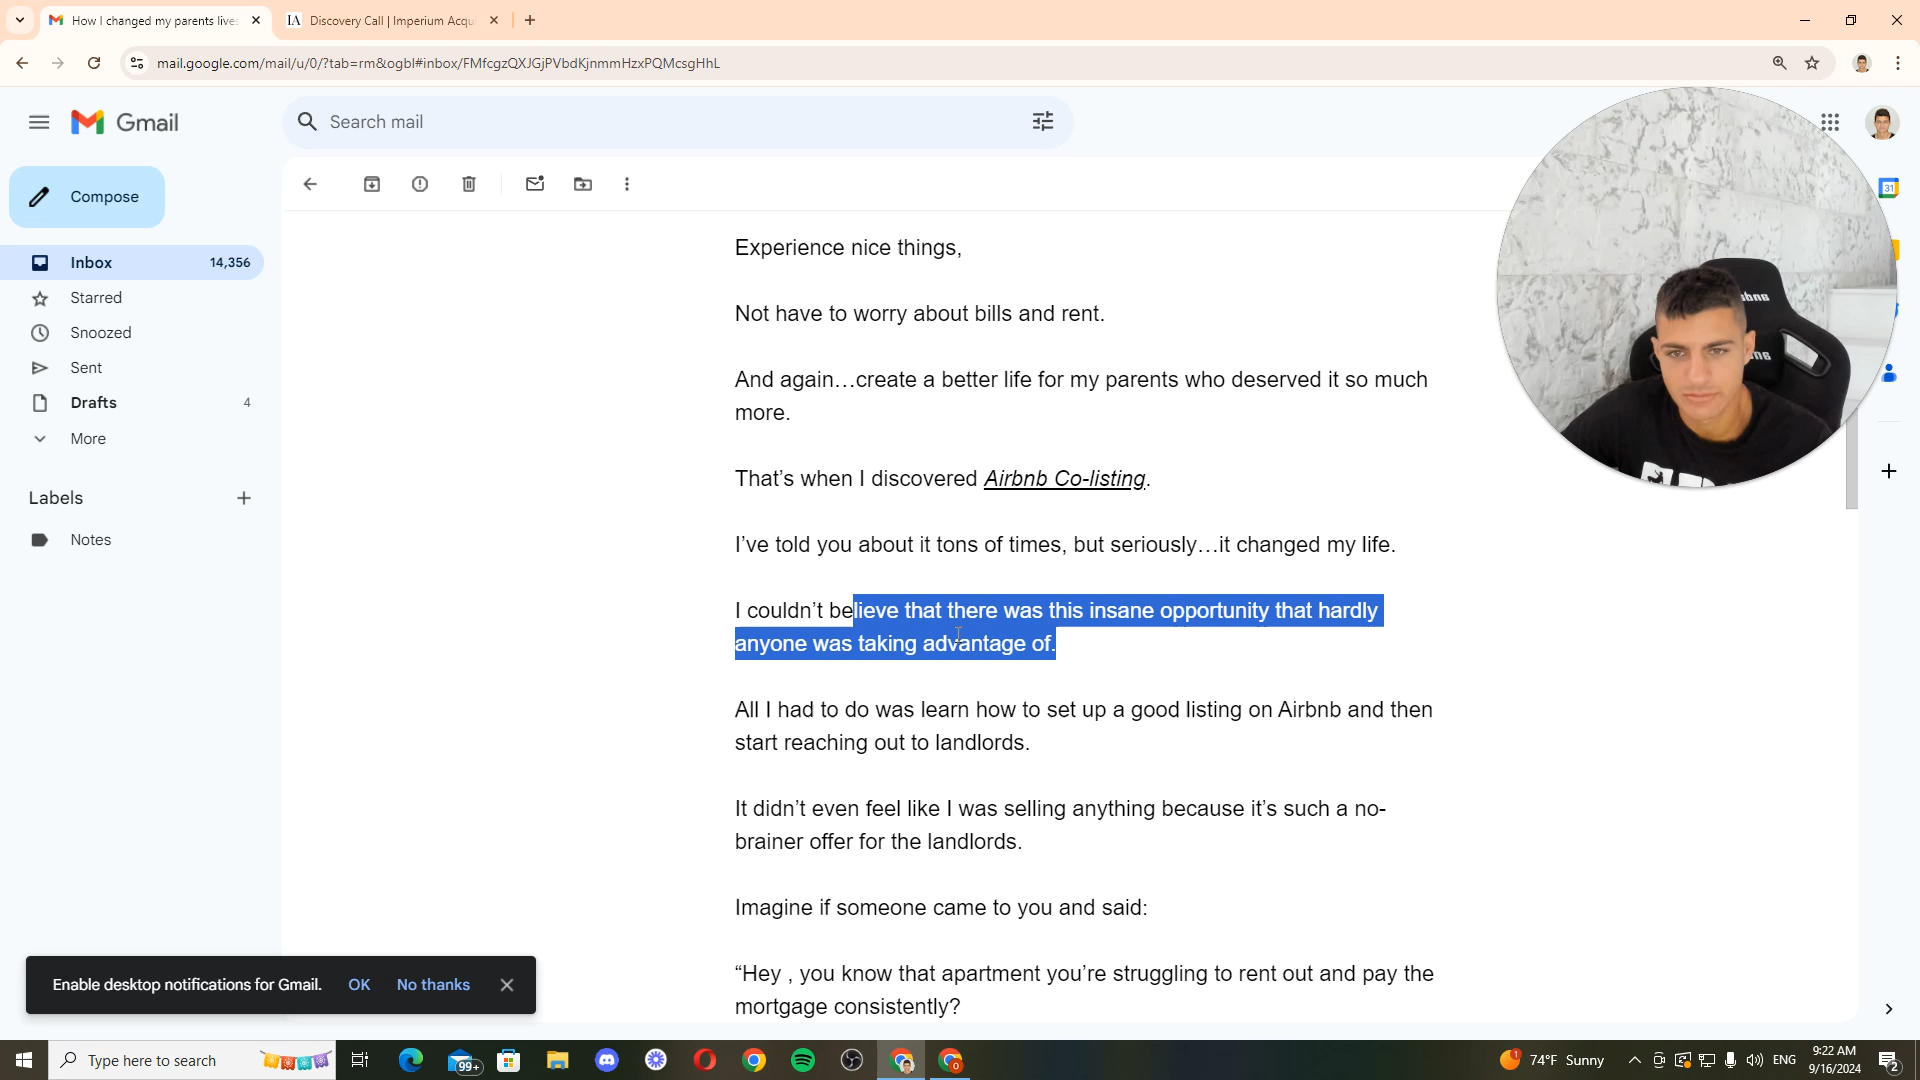 How I changed my parents lives
Discovery Call | Imperium Acqu
mail.google.com/mail/u/0/?tab=rm&ogbl#inbox/FMfcgzQXJGjPVbdKjnmmHzxPQMcsgHhL
Gmail
Search mail
Compose
Inbox 14,356
Starred
Snoozed
Sent
Drafts 4
More
Labels
Notes
Experience nice things,
Not have to worry about bills and rent.
And again…create a better life for my parents who deserved it so much
more.
That’s when I discovered Airbnb Co-listing.
I’ve told you about it tons of times, but seriously…it changed my life.
I couldn’t believe that there was this insane opportunity that hardly
anyone was taking advantage of.
All I had to do was learn how to set up a good listing on Airbnb and then
start reaching out to landlords.
It didn’t even feel like I was selling anything because it’s such a no-
brainer offer for the landlords.
Imagine if someone came to you and said:
“Hey , you know that apartment you’re struggling to rent out and pay the
mortgage consistently?
31
Enable desktop notifications for Gmail. OK No thanks
Type here to search
99+
74°F Sunny
ENG
9:22 AM
9/16/2024
2